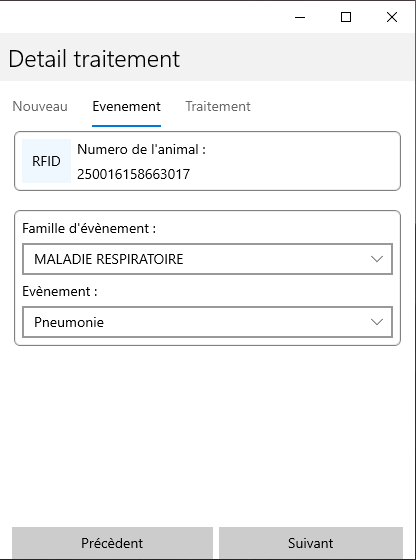 Detail traitement
Nouveau Evenement Traitement
RFID
Numero de l'animal :
250016158663017
Famille d'évènement :
MALADIE RESPIRATOIRE
Evènement :
Pneumonie
Précèdent Suivant